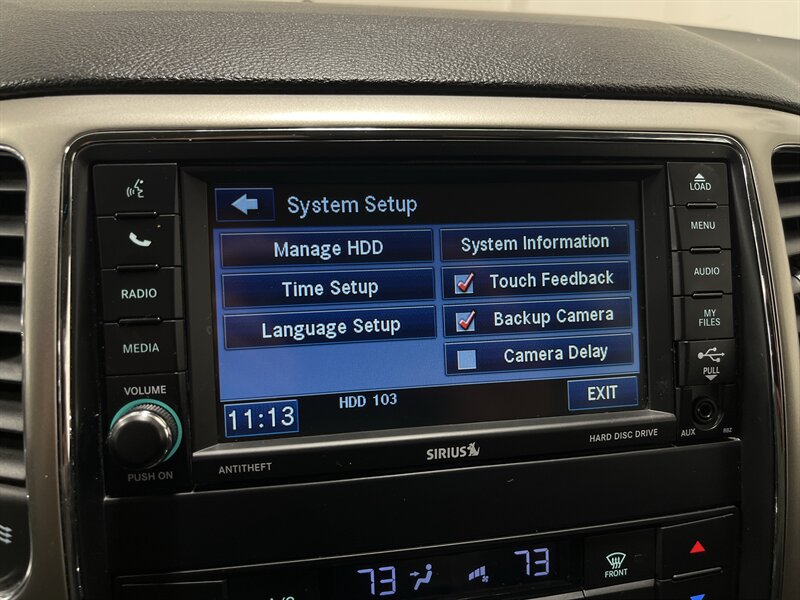 System Setup
Manage HDD
System Information
Time Setup
Touch Feedback
Language Setup
Backup Camera
Camera Delay
11:13
HDD 103
EXIT
RADIO
MEDIA
VOLUME
PUSH ON
LOAD
MENU
AUDIO
MY
FILES
PULL
AUX
RBZ
ANTITHEFT
SIRIUS
HARD DISC DRIVE
73
73
FRONT
A/C